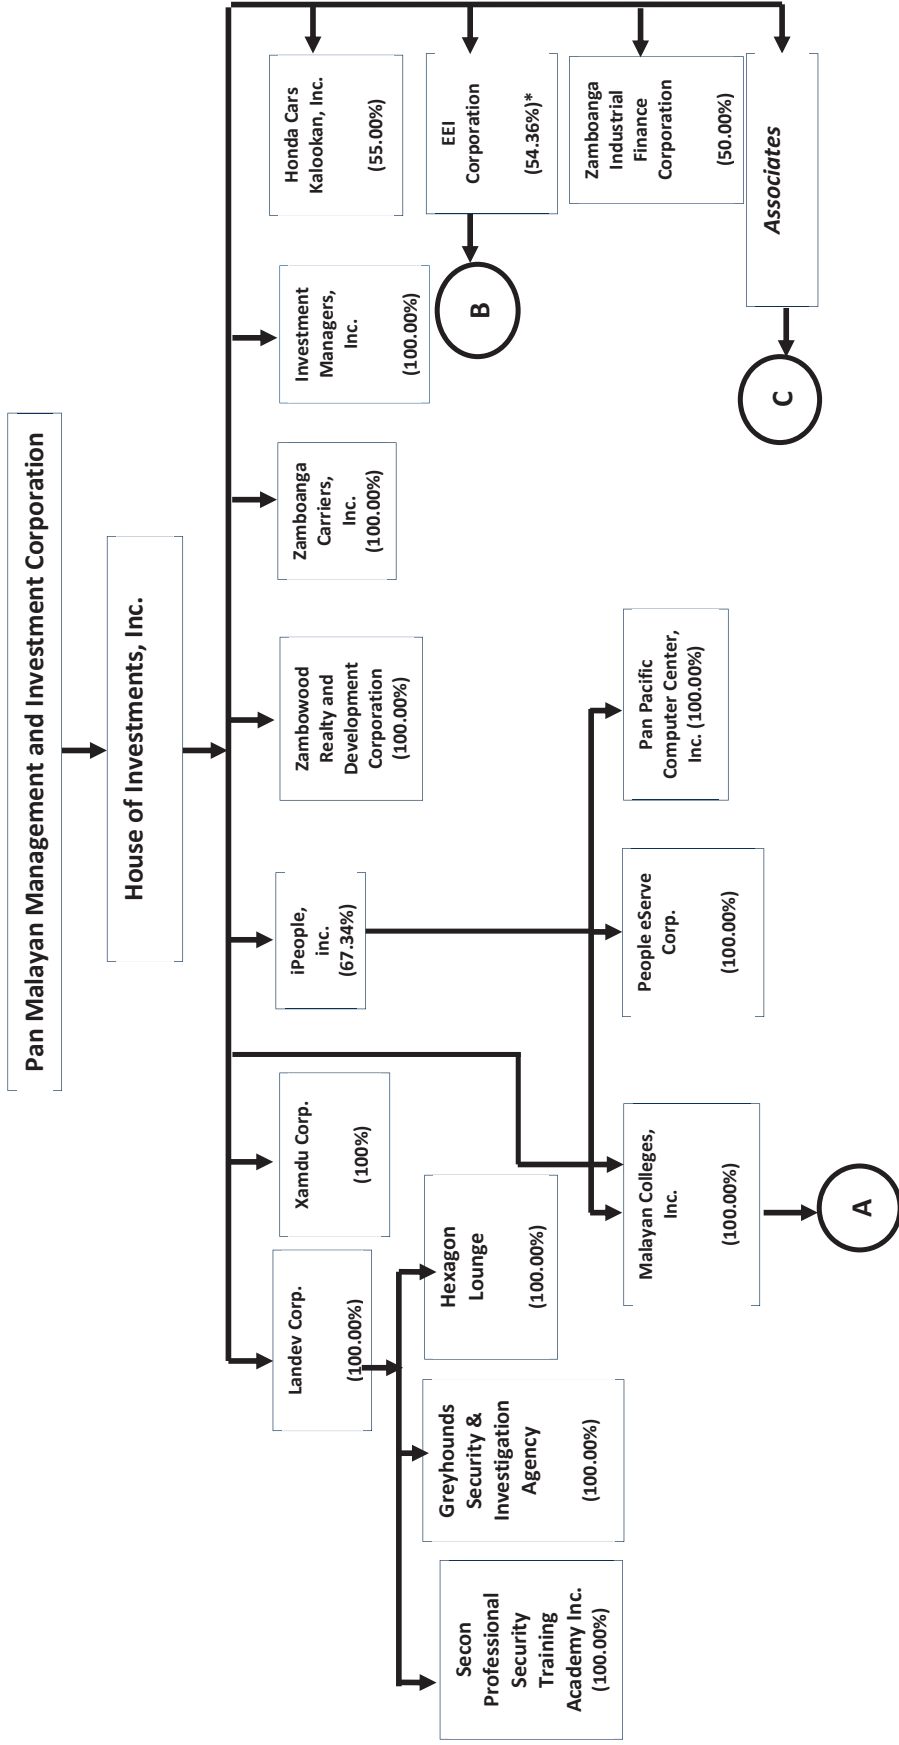 Pan Malayan Management and Investment Corporation
House of Investments, Inc.
Landev Corp.
(100.00%)
Xamdu Corp.
(100%)
iPeople,
inc.
(67.34%)
Zambowood
Realty and
Development
Corporation
(100.00%)
Zamboanga
Carriers,
Inc.
(100.00%)
Investment
Managers,
Inc.
(100.00%)
Honda Cars
Kalookan, Inc.
(55.00%)
EEI
Corporation
(54.36%)*
B
Zamboanga
Industrial
Finance
Corporation
(50.00%)
Associates
C
Secon
Professional
Security
Training
Academy Inc.
(100.00%)
Greyhounds
Security &
Investigation
Agency
(100.00%)
Hexagon
Lounge
(100.00%)
Malayan Colleges,
Inc.
(100.00%)
A
People eServe
Corp.
(100.00%)
Pan Pacific
Computer Center,
Inc. (100.00%)